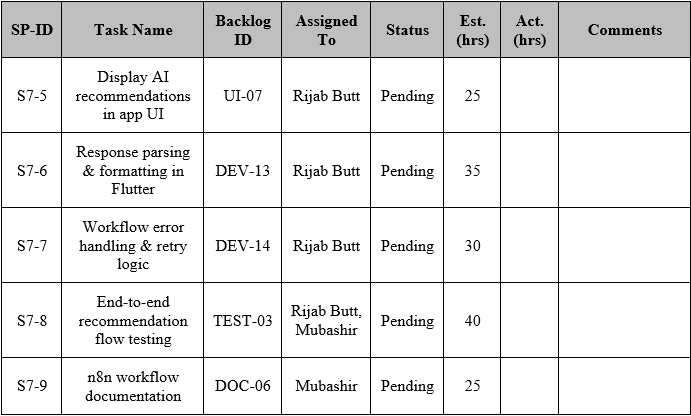 SP-ID Task Name Backlog ID Assigned To Status Est. (hrs) Act. (hrs) Comments
S7-5 Display AI recommendations in app UI UI-07 Rijab Butt Pending 25
S7-6 Response parsing & formatting in Flutter DEV-13 Rijab Butt Pending 35
S7-7 Workflow error handling & retry logic DEV-14 Rijab Butt Pending 30
S7-8 End-to-end recommendation flow testing TEST-03 Rijab Butt, Mubashir Pending 40
S7-9 n8n workflow documentation DOC-06 Mubashir Pending 25